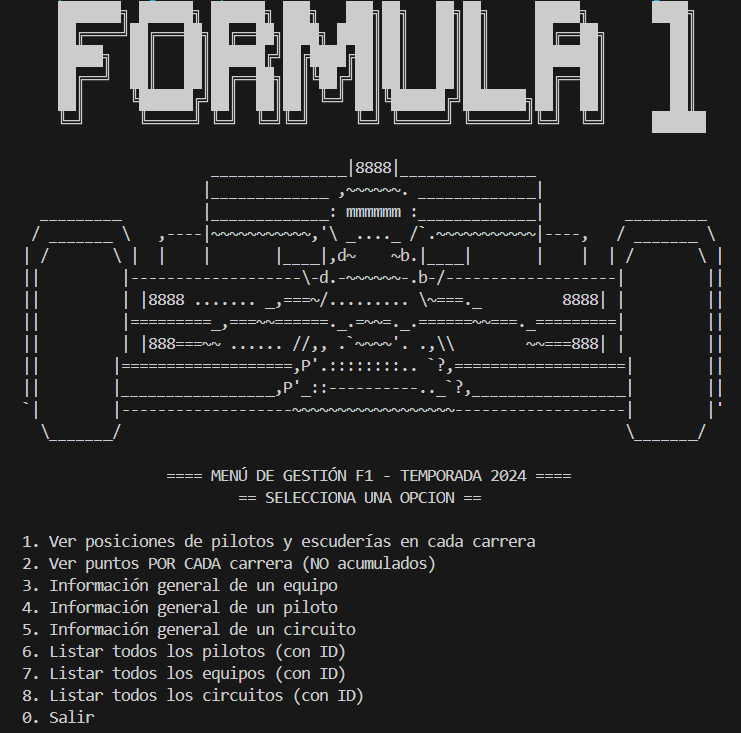 FORMULA 1
==== MENÚ DE GESTIÓN F1 - TEMPORADA 2024 ====
== SELECCIONA UNA OPCION ==
1. Ver posiciones de pilotos y escuderías en cada carrera
2. Ver puntos POR CADA carrera (NO acumulados)
3. Información general de un equipo
4. Información general de un piloto
5. Información general de un circuito
6. Listar todos los pilotos (con ID)
7. Listar todos los equipos (con ID)
8. Listar todos los circuitos (con ID)
0. Salir